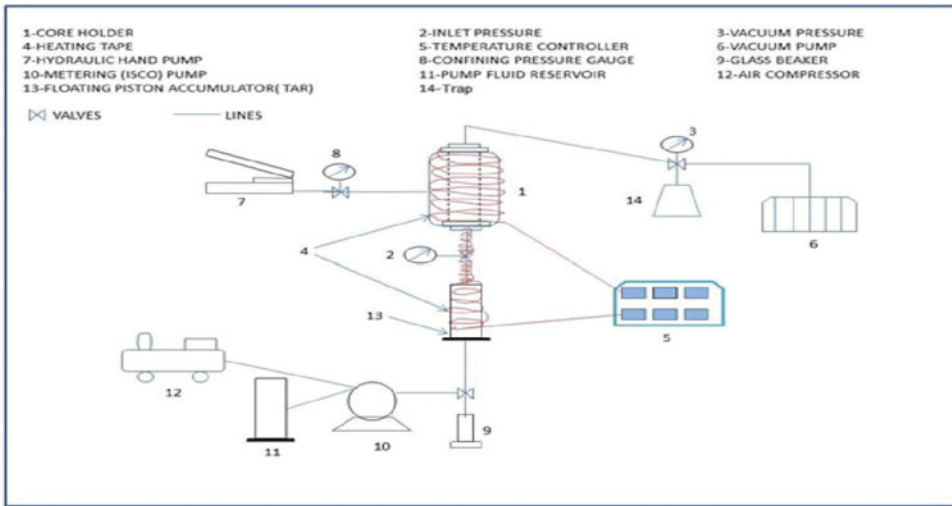 1-CORE HOLDER 2-INLET PRESSURE 3-VACUUM PRESSURE
4-HEATING TAPE 5-TEMPERATURE CONTROLLER 6-VACUUM PUMP
7-HYDRAULIC HAND PUMP 8-CONFINING PRESSURE GAUGE 9-GLASS BEAKER
10-METERING (ISCO) PUMP 11-PUMP FLUID RESERVOIR 12-AIR COMPRESSOR
13-FLOATING PISTON ACCUMULATOR( TAR) 14-Trap
VALVES LINES
3
8
1
7
14
6
4
2
13
5
12
9
11
10